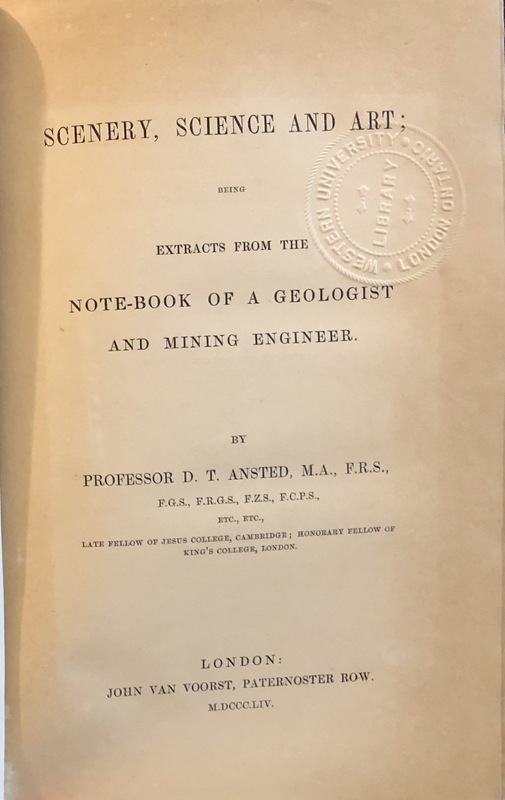 SCENERY, SCIENCE AND ART;
BEING
EXTRACTS FROM THE
NOTE-BOOK OF A GEOLOGIST
AND MINING ENGINEER.
BY
PROFESSOR D. T. ANSTED, M.A., F.R.S.,
F.G.S., F.R.G.S., F.Z.S., F.C.P.S.,
ETC., ETC.,
LATE FELLOW OF JESUS COLLEGE, CAMBRIDGE; HONORARY FELLOW OF
KING'S COLLEGE, LONDON.
LONDON:
JOHN VAN VOORST, PATERNOSTER ROW.
M.DCCC.LIV.
WESTERN UNIVERSITY
LONDON ONTARIO
LIBRARY